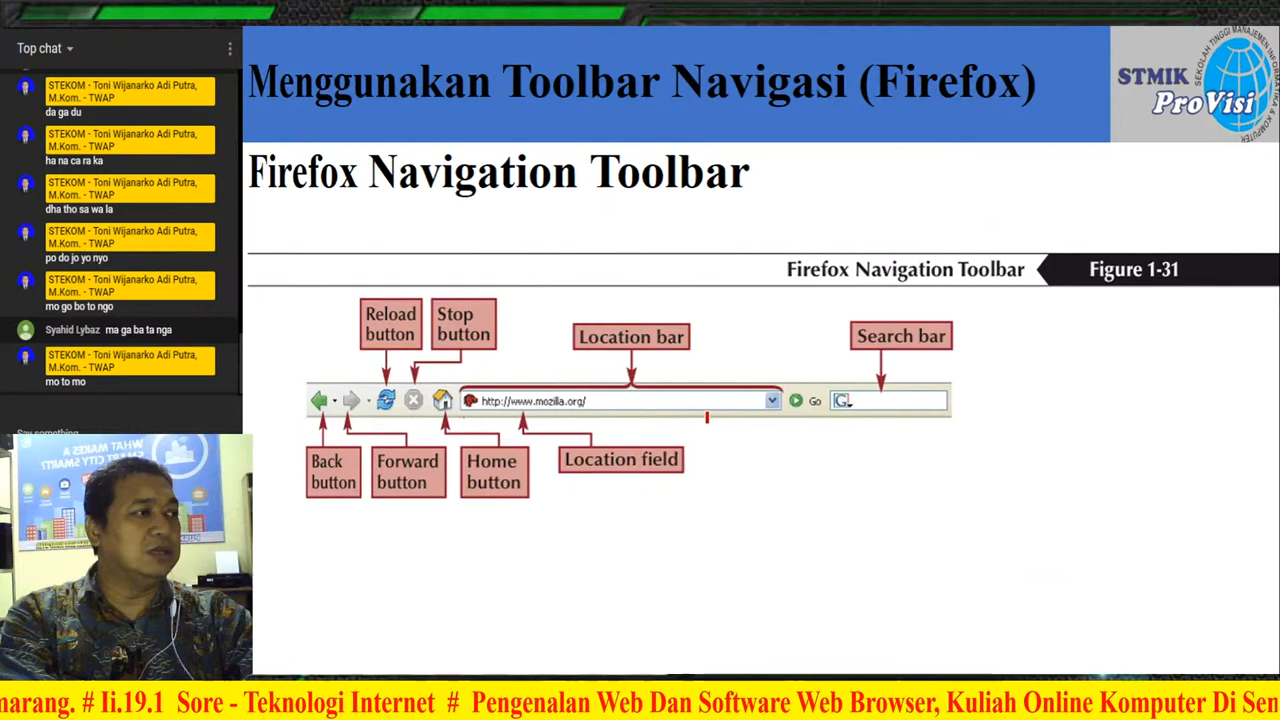 Top chat
STEKOM - Toni Wijanarko Adi Putra,
M.Kom. - TWAP
da ga du
STEKOM - Toni Wijanarko Adi Putra,
M.Kom. - TWAP
ha na ca ra ka
STEKOM - Toni Wijanarko Adi Putra,
M.Kom. - TWAP
dha tho sa wa la
STEKOM - Toni Wijanarko Adi Putra,
M.Kom. - TWAP
po do jo yo nyo
STEKOM - Toni Wijanarko Adi Putra,
M.Kom. - TWAP
mo go bo to ngo
Syahid Lybaz ma ga ba ta nga
STEKOM - Toni Wijanarko Adi Putra,
M.Kom. - TWAP
mo to mo
Menggunakan Toolbar Navigasi (Firefox)
SEKOLAH TINGGI MANAJEMEN INFORMATIKA & KOMPUTER
STMIK
ProVisi
Firefox Navigation Toolbar
Firefox Navigation Toolbar Figure 1-31
Reload
button
Stop
button
Location bar
Search bar
http://www.mozilla.org/
Go
G
Back
button
Forward
button
Home
button
Location field
WHAT MAKES A
SMART CITY SMART?
marang. # Ii.19.1 Sore - Teknologi Internet # Pengenalan Web Dan Software Web Browser, Kuliah Online Komputer Di Sem